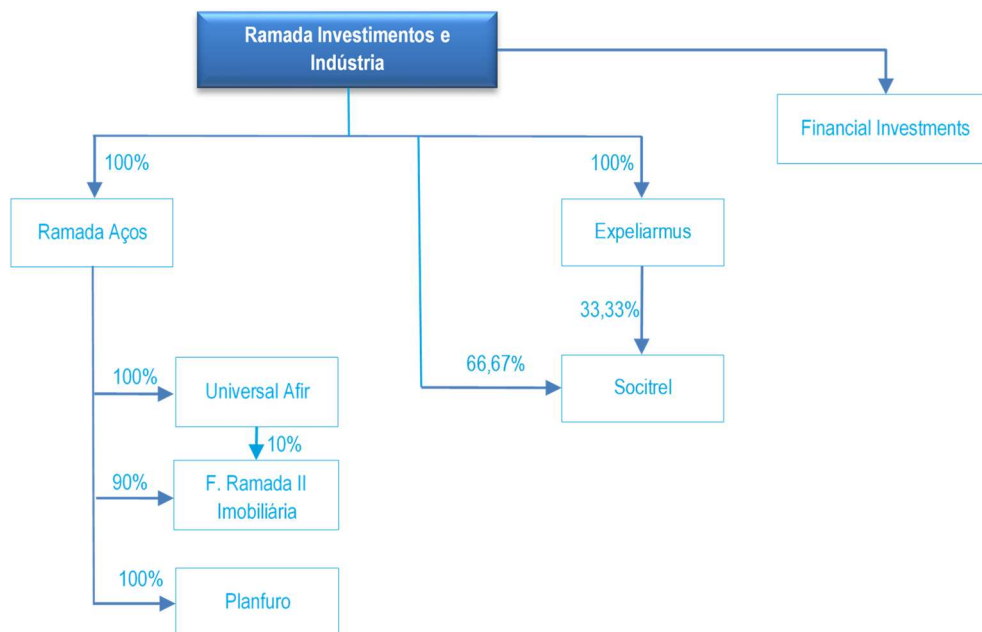 Ramada Investimentos e
Indústria
Financial Investments
100%
100%
Ramada Aços
Expeliarmus
33,33%
66,67%
Socitrel
100%
Universal Afir
10%
90%
F. Ramada II
Imobiliária
100%
Planfuro